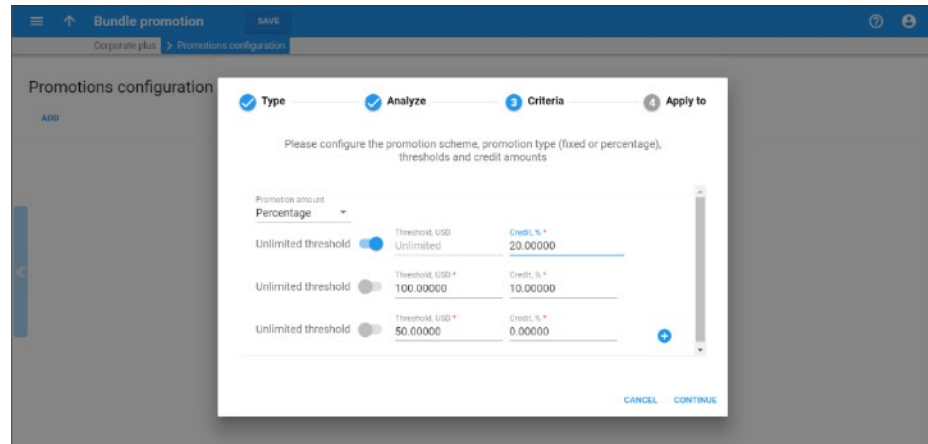 Bundle promotion SAVE
Corporate plus > Promotions configuration
Promotions configuration
ADD
Type Analyze 3 Criteria 4 Apply to
Please configure the promotion scheme, promotion type (fixed or percentage),
thresholds and credit amounts
Promotion amount
Percentage
Threshold, USD Credit, % *
Unlimited threshold Unlimited 20.00000
Threshold, USD * Credit, % *
Unlimited threshold 100.00000 10.00000
Threshold, USD * Credit, % *
Unlimited threshold 50.00000 0.00000
CANCEL CONTINUE